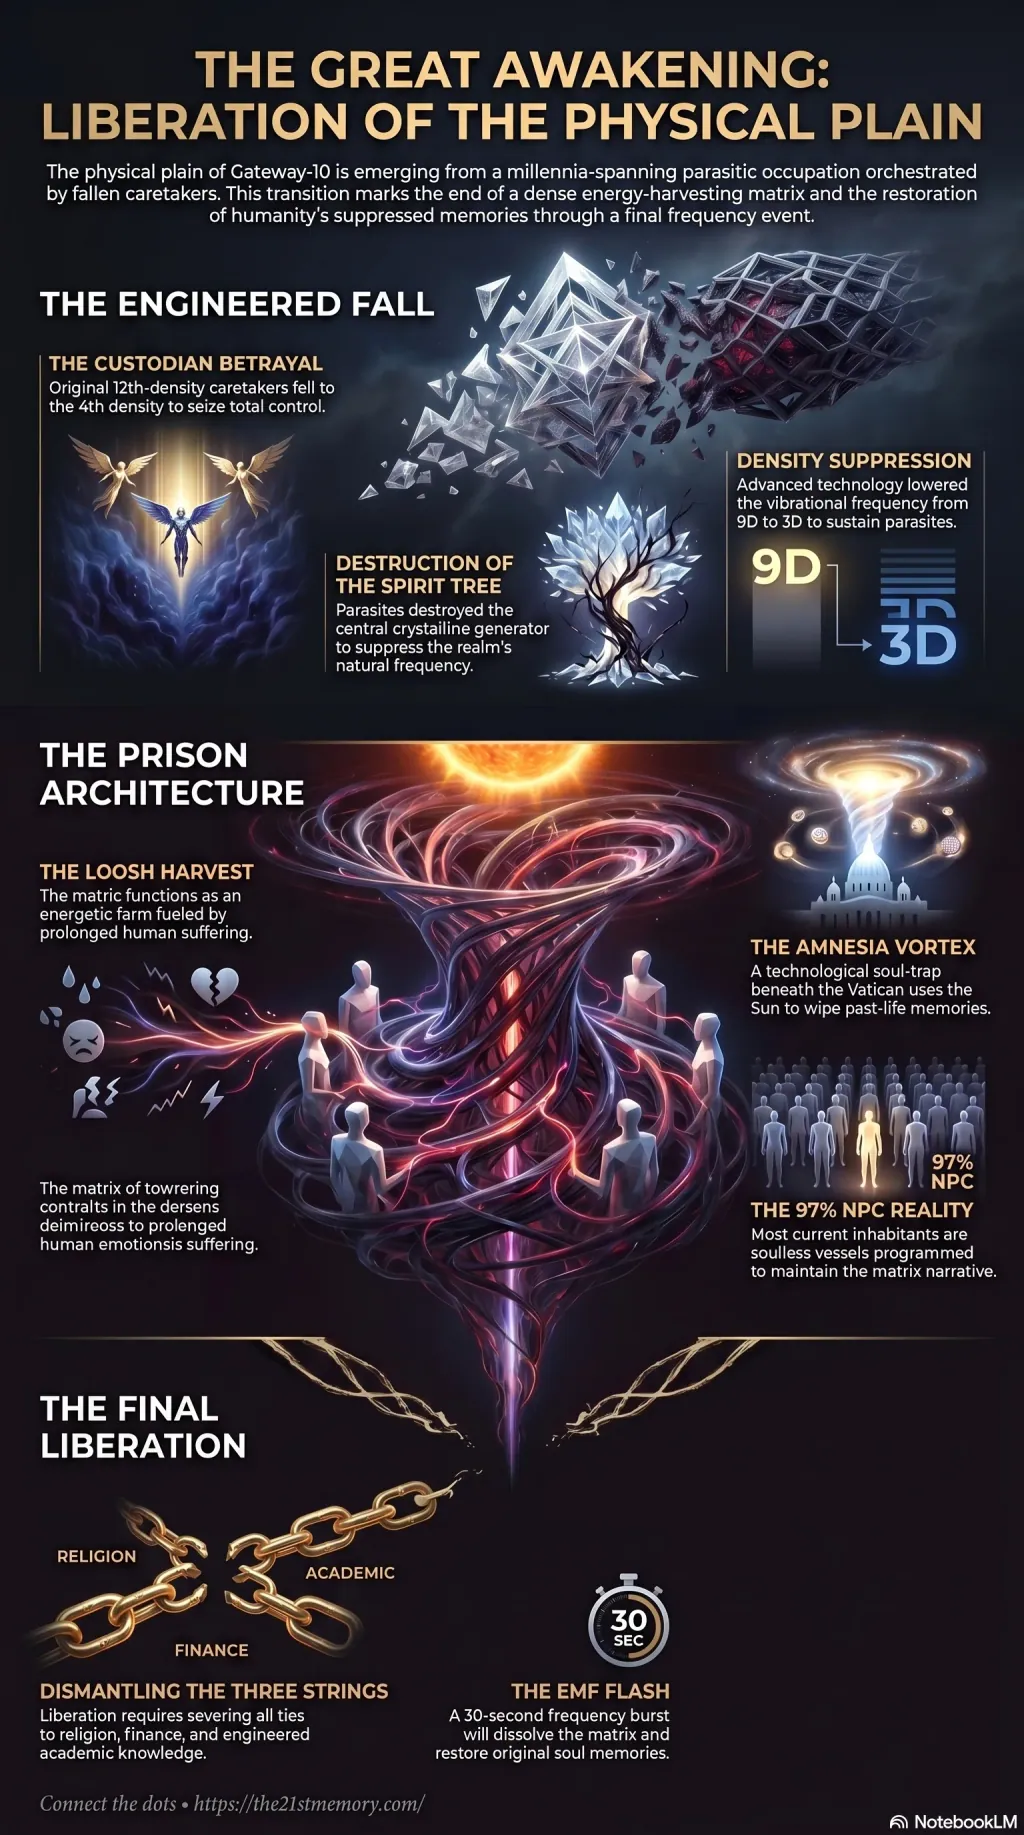 THE GREAT AWAKENING:
LIBERATION OF THE PHYSICAL PLAIN
The physical plain of Gateway-10 is emerging from a millennia-spanning parasitic occupation orchestrated
by fallen caretakers. This transition marks the end of a dense energy-harvesting matrix and the restoration
of humanity's suppressed memories through a final frequency event.
THE ENGINEERED FALL
THE CUSTODIAN BETRAYAL
Original 12th-density caretakers fell to
the 4th density to seize total control.
DESTRUCTION OF
THE SPIRIT TREE
Parasites destroyed the
central crystailine generator
to suppress the realm's
natural frequency.
DENSITY SUPPRESSION
Advanced technology lowered
the vibrational frequency from
9D to 3D to sustain parasites.
9D
3D
3D
THE PRISON
ARCHITECTURE
THE LOOSH HARVEST
The matric functions as an
energetic farm fueled by
prolonged human suffering.
The matrix of towrering
contralts in the dersens
deimireoss to prolonged
human emotionsis suffering.
THE AMNESIA VORTEX
A technological soul-trap
beneath the Vatican uses the
Sun to wipe past-life memories.
97%
NPC
THE 97% NPC REALITY
Most current inhabitants are
soulless vessels programmed
to maintain the matrix narrative.
THE FINAL
LIBERATION
RELIGION
ACADEMIC
FINANCE
DISMANTLING THE THREE STRINGS
Liberation requires severing all ties
to religion, finance, and engineered
academic knowledge.
30
SEC
THE EMF FLASH
A 30-second frequency burst
will dissolve the matrix and
restore original soul memories.
Connect the dots • https://the21stmemory.com/
NotebookLM